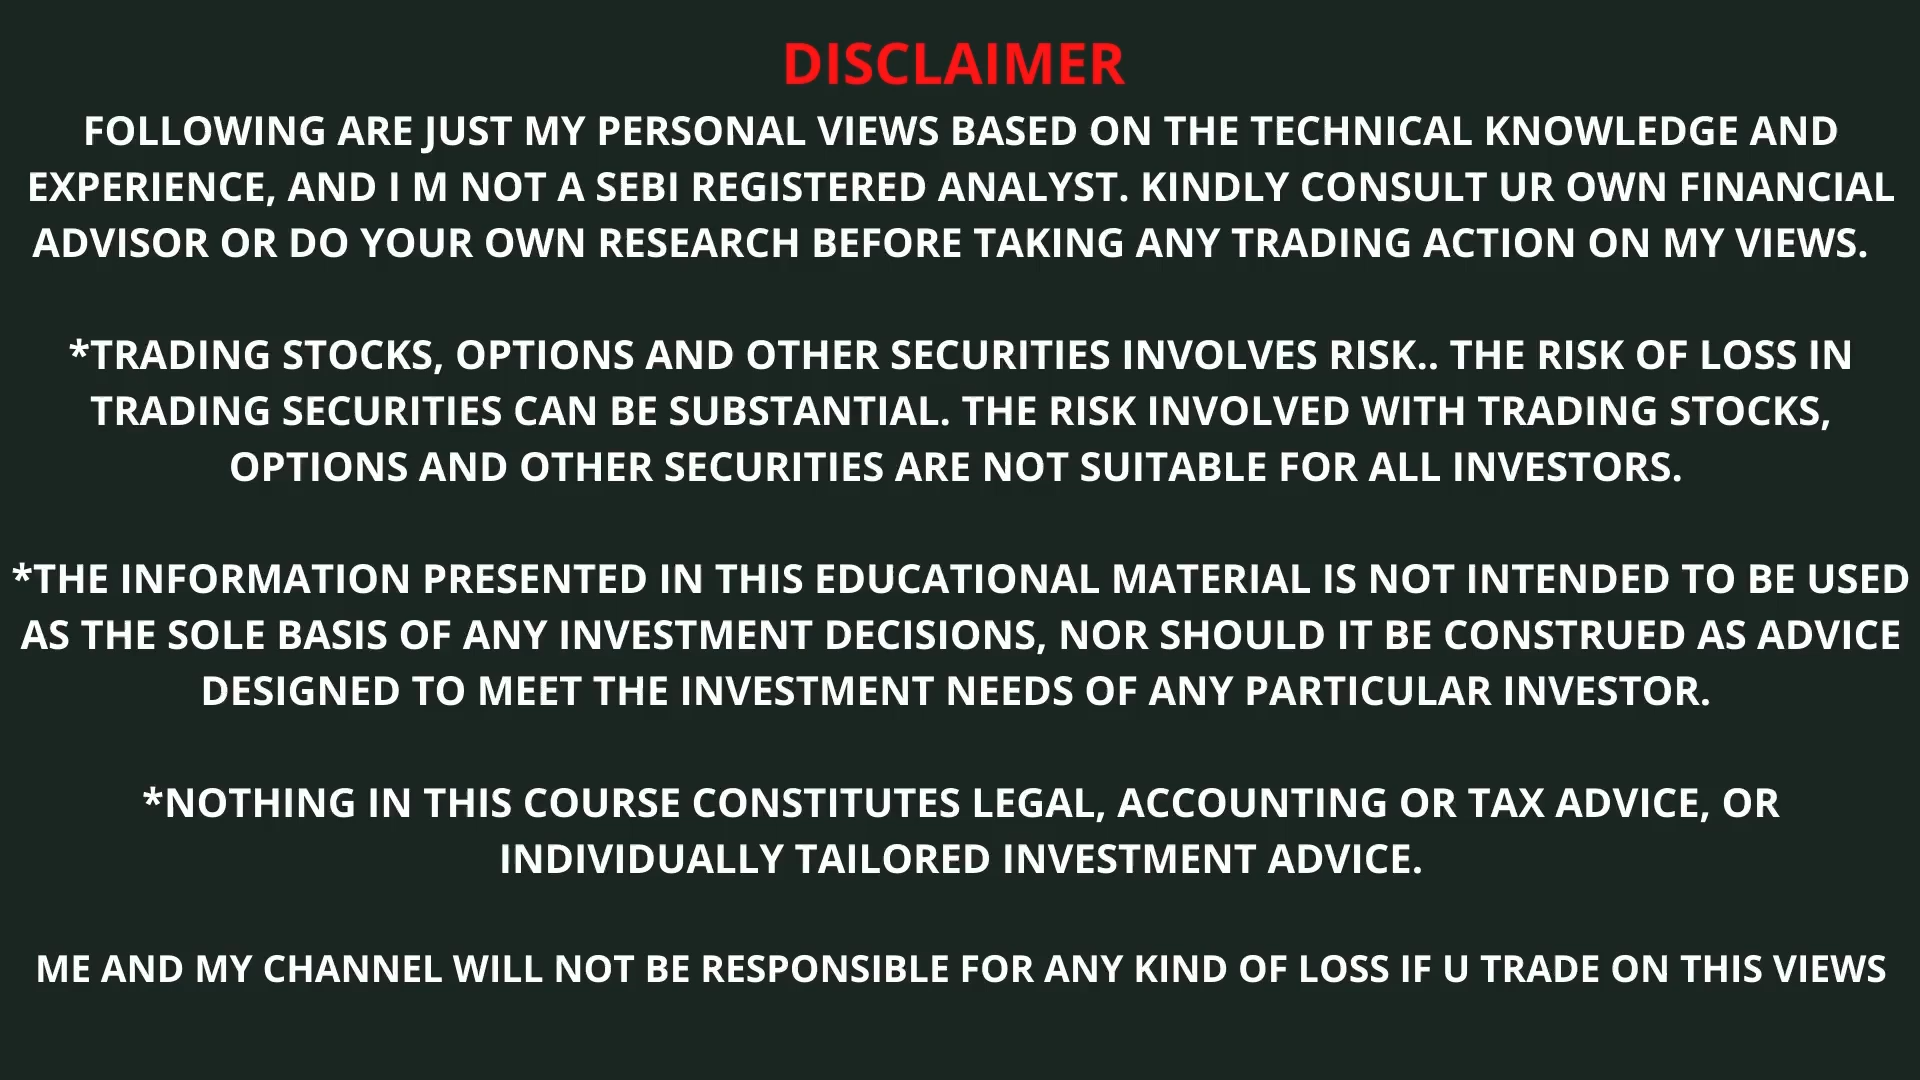 DISCLAIMER
FOLLOWING ARE JUST MY PERSONAL VIEWS BASED ON THE TECHNICAL KNOWLEDGE AND
EXPERIENCE, AND I M NOT A SEBI REGISTERED ANALYST. KINDLY CONSULT UR OWN FINANCIAL
ADVISOR OR DO YOUR OWN RESEARCH BEFORE TAKING ANY TRADING ACTION ON MY VIEWS.
*TRADING STOCKS, OPTIONS AND OTHER SECURITIES INVOLVES RISK.. THE RISK OF LOSS IN
TRADING SECURITIES CAN BE SUBSTANTIAL. THE RISK INVOLVED WITH TRADING STOCKS,
OPTIONS AND OTHER SECURITIES ARE NOT SUITABLE FOR ALL INVESTORS.
*THE INFORMATION PRESENTED IN THIS EDUCATIONAL MATERIAL IS NOT INTENDED TO BE USED
AS THE SOLE BASIS OF ANY INVESTMENT DECISIONS, NOR SHOULD IT BE CONSTRUED AS ADVICE
DESIGNED TO MEET THE INVESTMENT NEEDS OF ANY PARTICULAR INVESTOR.
*NOTHING IN THIS COURSE CONSTITUTES LEGAL, ACCOUNTING OR TAX ADVICE, OR
INDIVIDUALLY TAILORED INVESTMENT ADVICE.
ME AND MY CHANNEL WILL NOT BE RESPONSIBLE FOR ANY KIND OF LOSS IF U TRADE ON THIS VIEWS